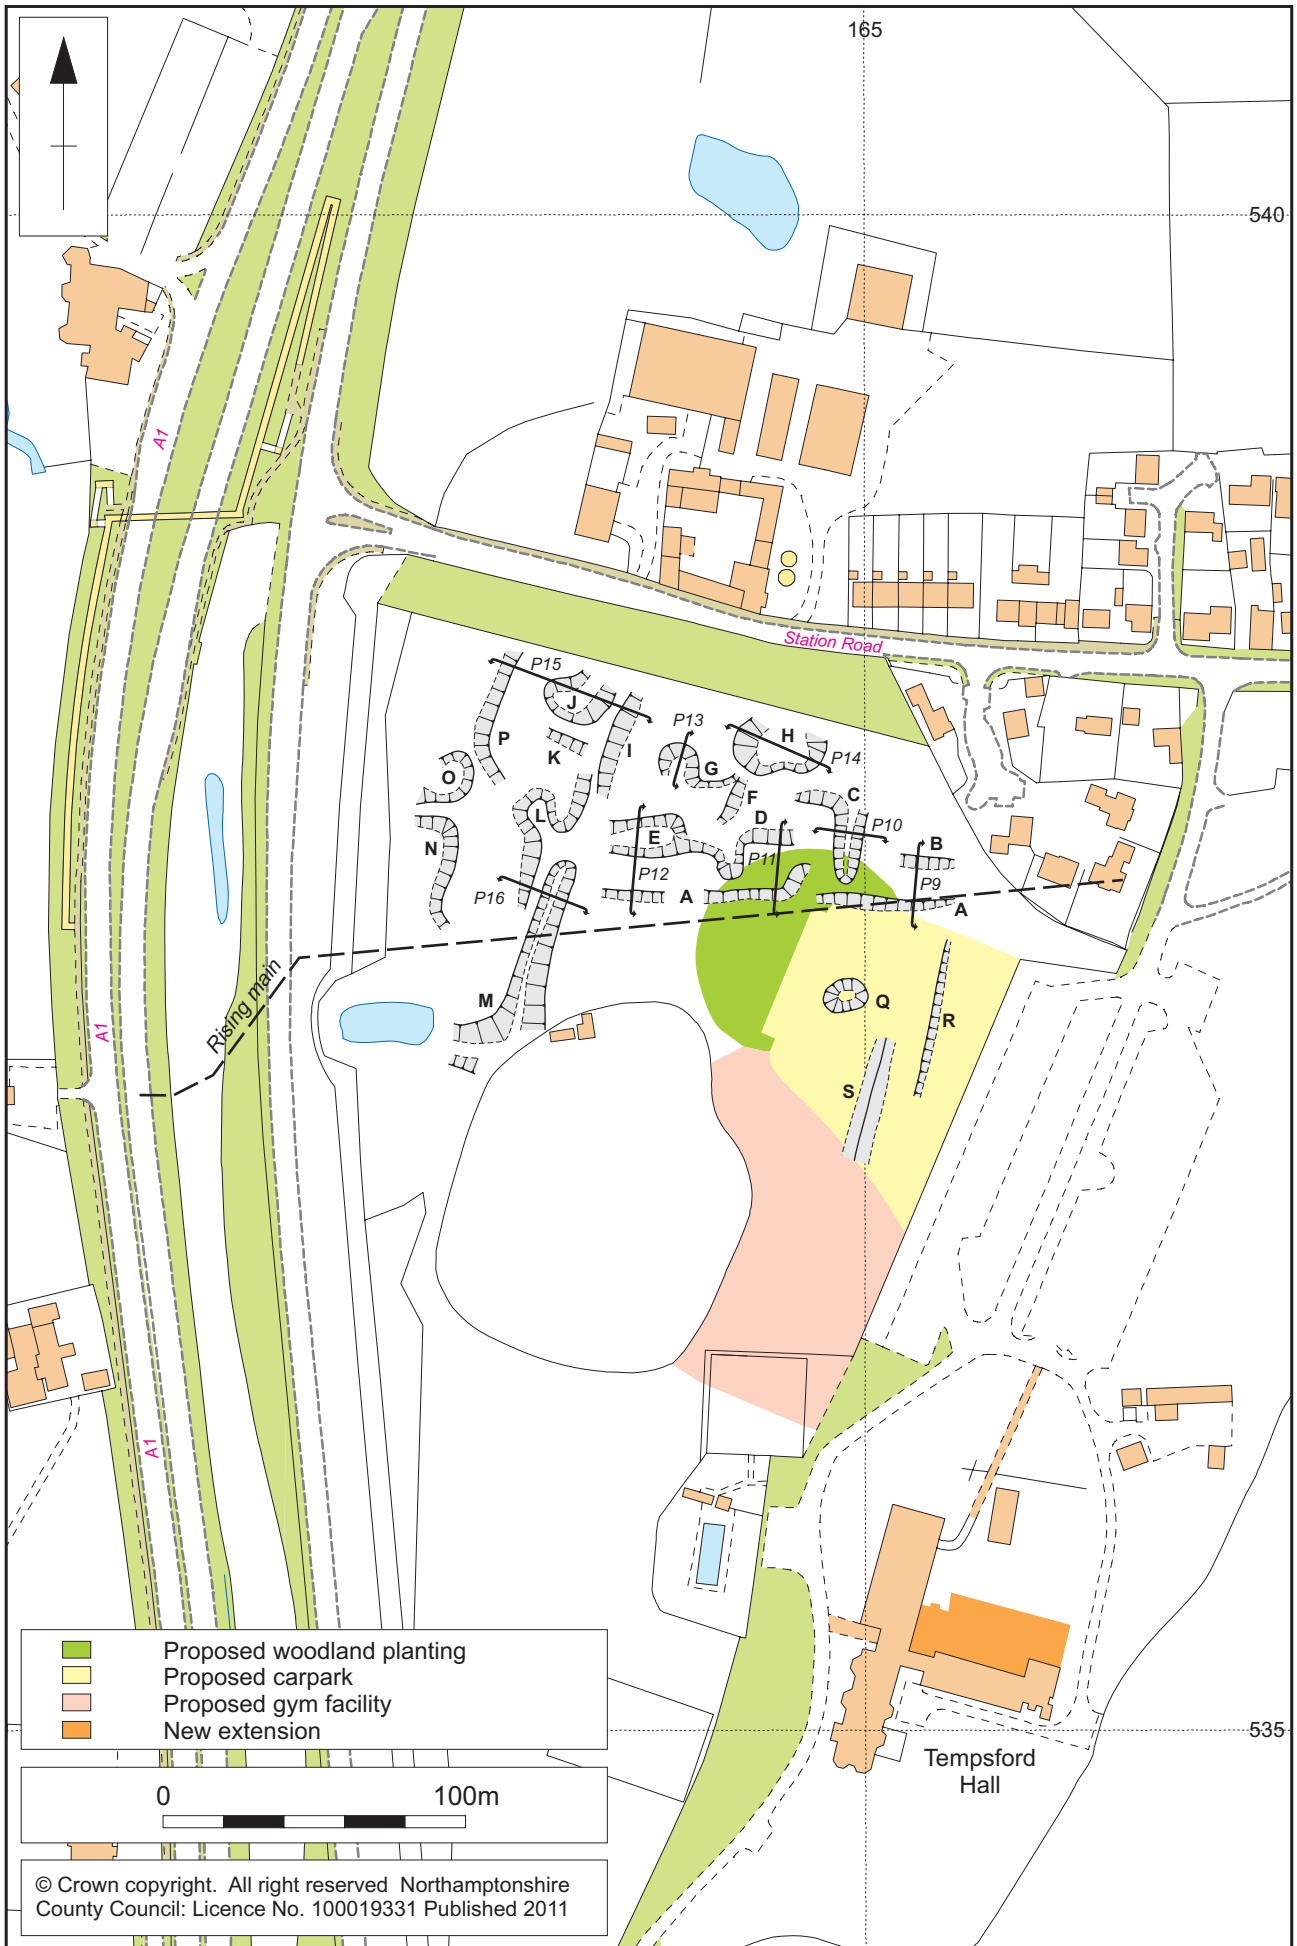 165
540
A1
Station Road
P15
J
P13
H
P
I
K
P14
O
G
F
C
L
D
P10
E
N
B
P11
P12
P9
P16
A
A
M
Q
Rising main
R
A1
S
A1
Proposed woodland planting
Proposed carpark
Proposed gym facility
New extension
535
Tempsford
Hall
0 100m
© Crown copyright. All right reserved Northamptonshire
County Council: Licence No. 100019331 Published 2011